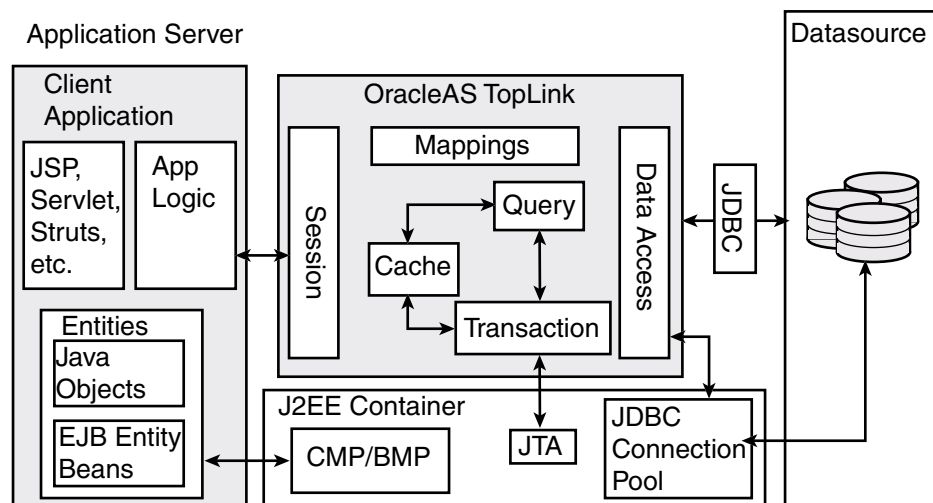 Application Server
Client
Application
JSP,
Servlet,
Struts,
etc.
App
Logic
Entities
Java
Objects
EJB Entity
Beans
OracleAS TopLink
Session
Mappings
Query
Cache
Transaction
Data Access
JDBC
Datasource
J2EE Container
CMP/BMP
JTA
JDBC
Connection
Pool